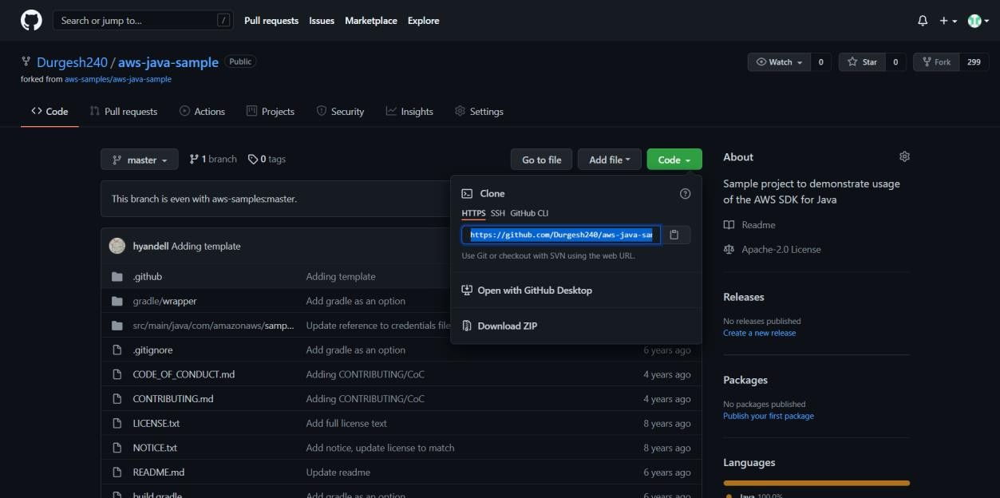 Search or jump to... /
Pull requests Issues Marketplace Explore
Durgesh240 / aws-java-sample Public
forked from aws-samples/aws-java-sample
Watch 0 Star 0 Fork 299
Code Pull requests Actions Projects Security Insights Settings
master 1 branch 0 tags
Go to file Add file Code
This branch is even with aws-samples:master.
Clone
HTTPS SSH GitHub CLI
https://github.com/Durgesh240/aws-java-sa
Use Git or checkout with SVN using the web URL.
Open with GitHub Desktop
Download ZIP
hyandell Adding template
.github Adding template
gradle/wrapper Add gradle as an option
src/main/java/com/amazonaws/samp... Update reference to credentials file
.gitignore Add gradle as an option 6 years ago
CODE_OF_CONDUCT.md Adding CONTRIBUTING/CoC 4 years ago
CONTRIBUTING.md Adding CONTRIBUTING/CoC 4 years ago
LICENSE.txt Add full license text 8 years ago
NOTICE.txt Add notice, update license to match 8 years ago
README.md Update readme 6 years ago
build.gradle Add gradle as an option 6 years ago
About
Sample project to demonstrate usage
of the AWS SDK for Java
Readme
Apache-2.0 License
Releases
No releases published
Create a new release
Packages
No packages published
Publish your first package
Languages
Java 100.0%